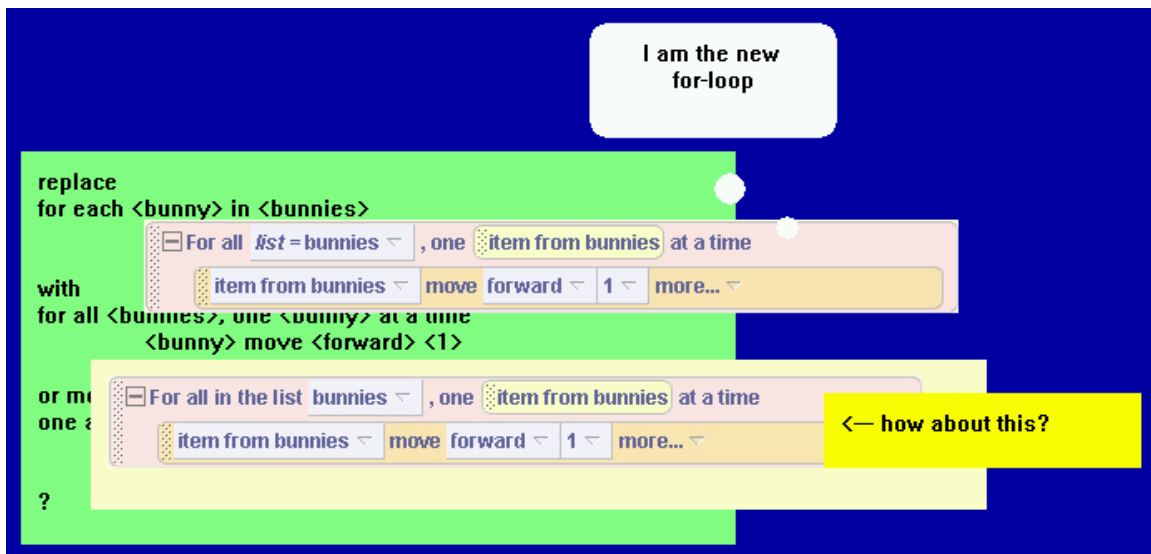 I am the new
for-loop
replace
for each <bunny> in <bunnies>
For all list = bunnies , one item from bunnies at a time
item from bunnies move forward 1 more...
with
for all <bunnies>, one <bunny> at a time
<bunny> move <forward> <1>
or
For all in the list bunnies , one item from bunnies at a time
one
item from bunnies move forward 1 more...
<— how about this?
?